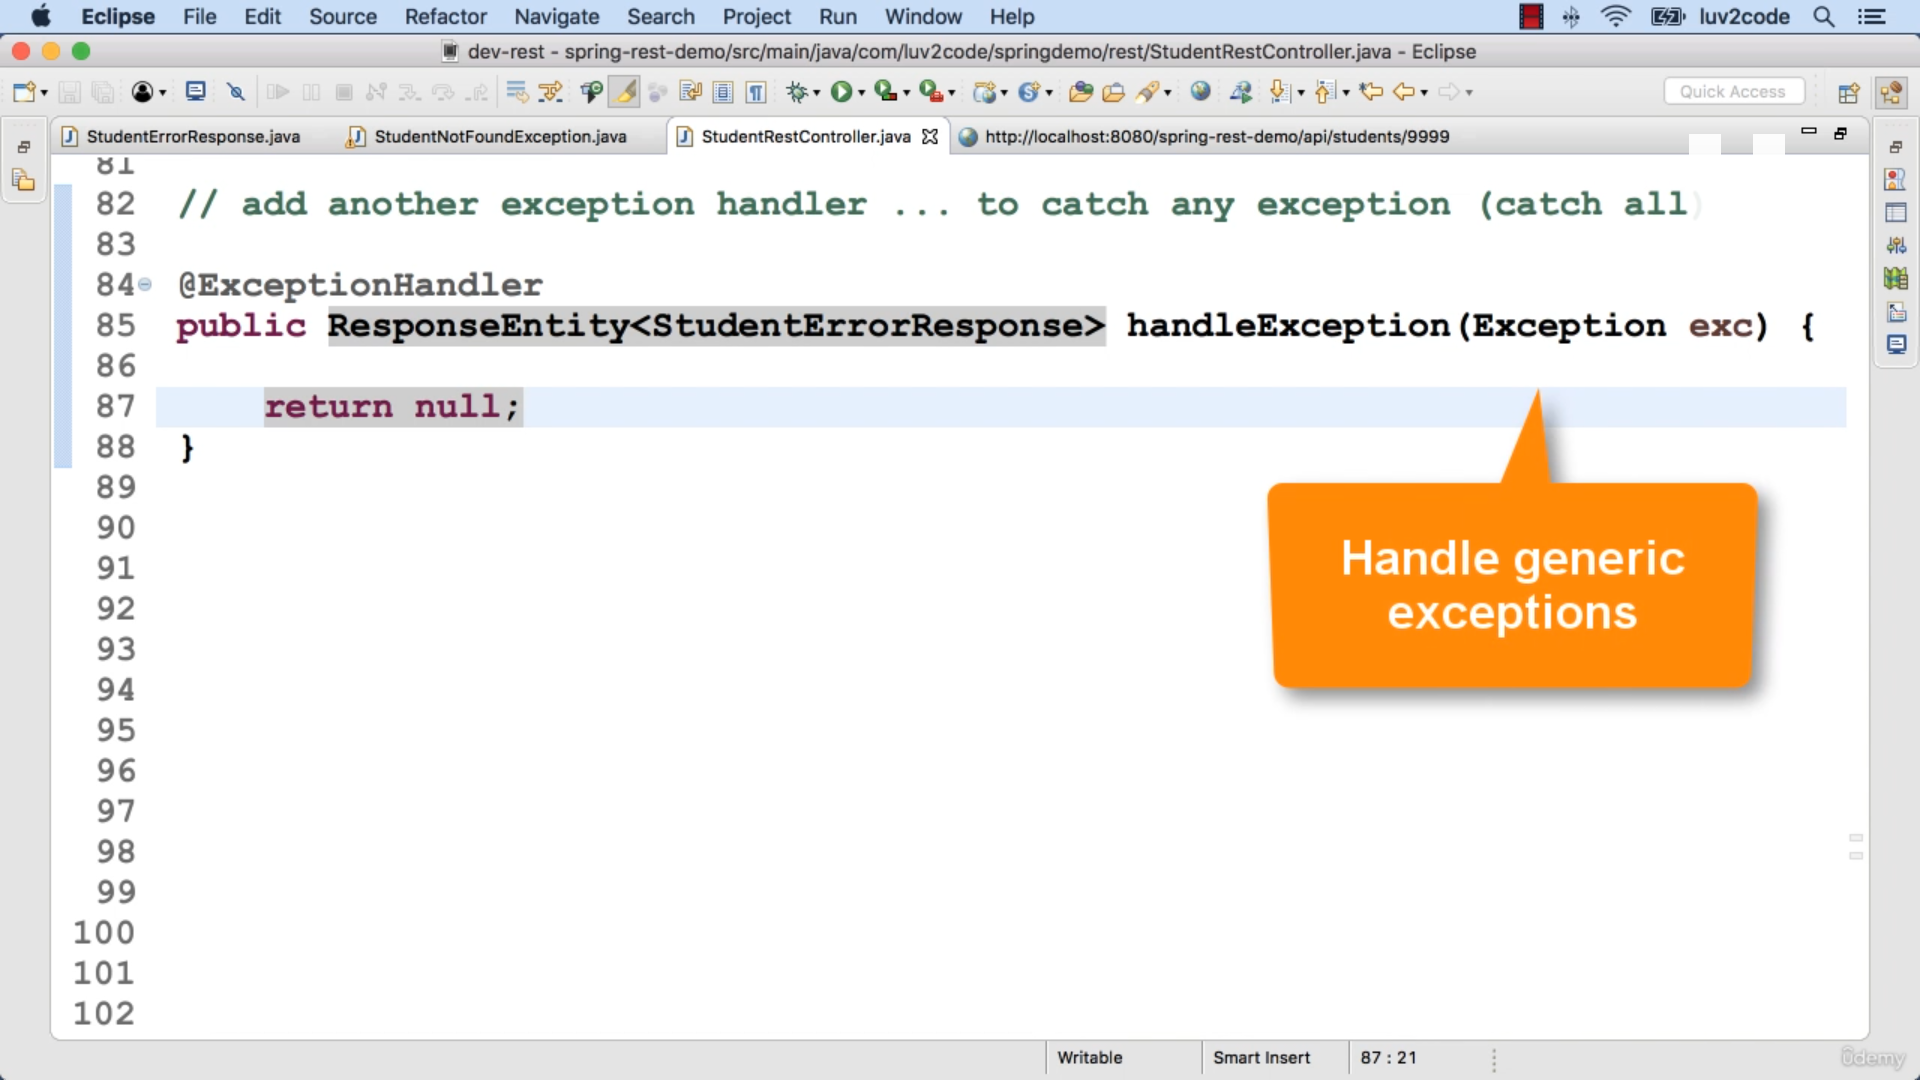 Eclipse File Edit Source Refactor Navigate Search Project Run Window Help luv2code
dev-rest - spring-rest-demo/src/main/java/com/luv2code/springdemo/rest/StudentRestController.java - Eclipse
Quick Access
StudentErrorResponse.java StudentNotFoundException.java StudentRestController.java http://localhost:8080/spring-rest-demo/api/students/9999
81
82 // add another exception handler ... to catch any exception (catch all)
83
84 @ExceptionHandler
85 public ResponseEntity<StudentErrorResponse> handleException(Exception exc) {
86
87 return null;
88 }
89
90
91
92
93
94
95
96
97
98
99
100
101
102
Handle generic
exceptions
Writable Smart Insert 87 : 21
ûdemy